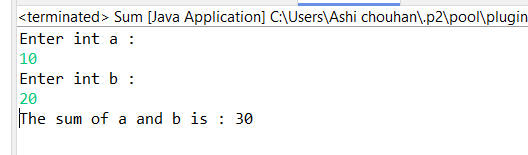 <terminated> Sum [Java Application] C:\Users\Ashi chouhan\.p2\pool\plugin
Enter int a :
10
Enter int b :
20
The sum of a and b is : 30